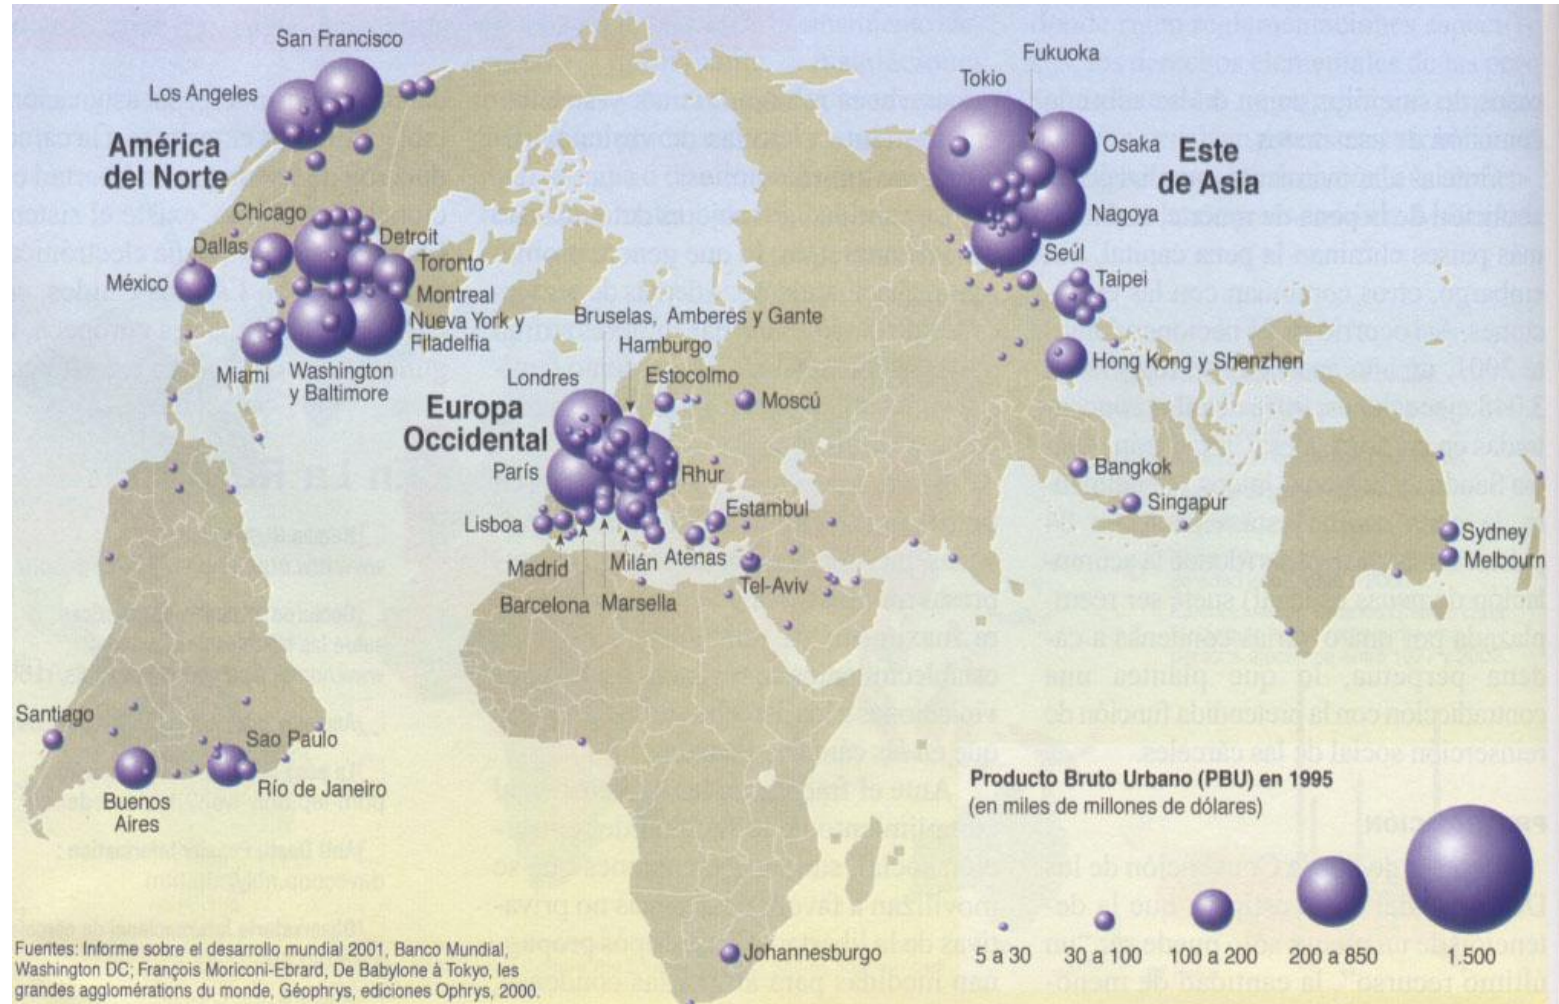 San Francisco
Fukuoka
Tokio
Los Angeles
Osaka
América
del Norte
Este
de Asia
Chicago
Nagoya
Dallas
Detroit
Seúl
Toronto
México
Taipei
Montreal
Nueva York y
Filadelfia
Bruselas, Amberes y Gante
Hamburgo
Hong Kong y Shenzhen
Miami
Washington
y Baltimore
Londres
Estocolmo
Moscú
Europa
Occidental
París
Rhur
Bangkok
Singapur
Lisboa
Estambul
Sydney
Madrid
Milán
Atenas
Melbourn
Tel-Aviv
Barcelona
Marsella
Santiago
Sao Paulo
Río de Janeiro
Buenos
Aires
Producto Bruto Urbano (PBU) en 1995
(en miles de millones de dólares)
5 a 30
30 a 100
100 a 200
200 a 850
1.500
Johannesburgo
Fuentes: Informe sobre el desarrollo mundial 2001, Banco Mundial,
Washington DC; François Moriconi-Ebrard, De Babylone à Tokyo, les
grandes agglomérations du monde, Géophrys, ediciones Ophrys, 2000.